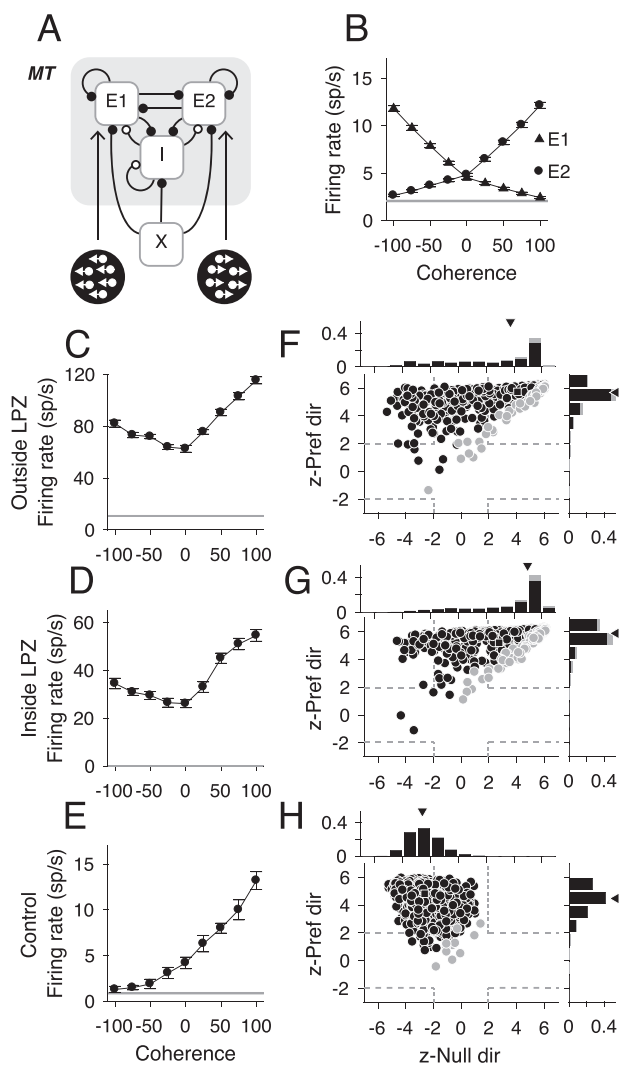 A
MT
E1
E2
I
X
B
Firing rate (sp/s)
15
10
5
0
E1
E2
-100 -50 0 50 100
Coherence
C
Outside LPZ
Firing rate (sp/s)
120
80
40
0
-100 -50 0 50 100
F
0.4
0
z-Pref dir
6
4
2
0
-2
-6 -4 -2 0 2 4 6
0 0.4
D
Inside LPZ
Firing rate (sp/s)
60
40
20
0
-100 -50 0 50 100
G
0.4
0
z-Pref dir
6
4
2
0
-2
-6 -4 -2 0 2 4 6
0 0.4
E
Control
Firing rate (sp/s)
15
10
5
0
-100 -50 0 50 100
Coherence
H
0.4
0
z-Pref dir
6
4
2
0
-2
-6 -4 -2 0 2 4 6
z-Null dir
0 0.4